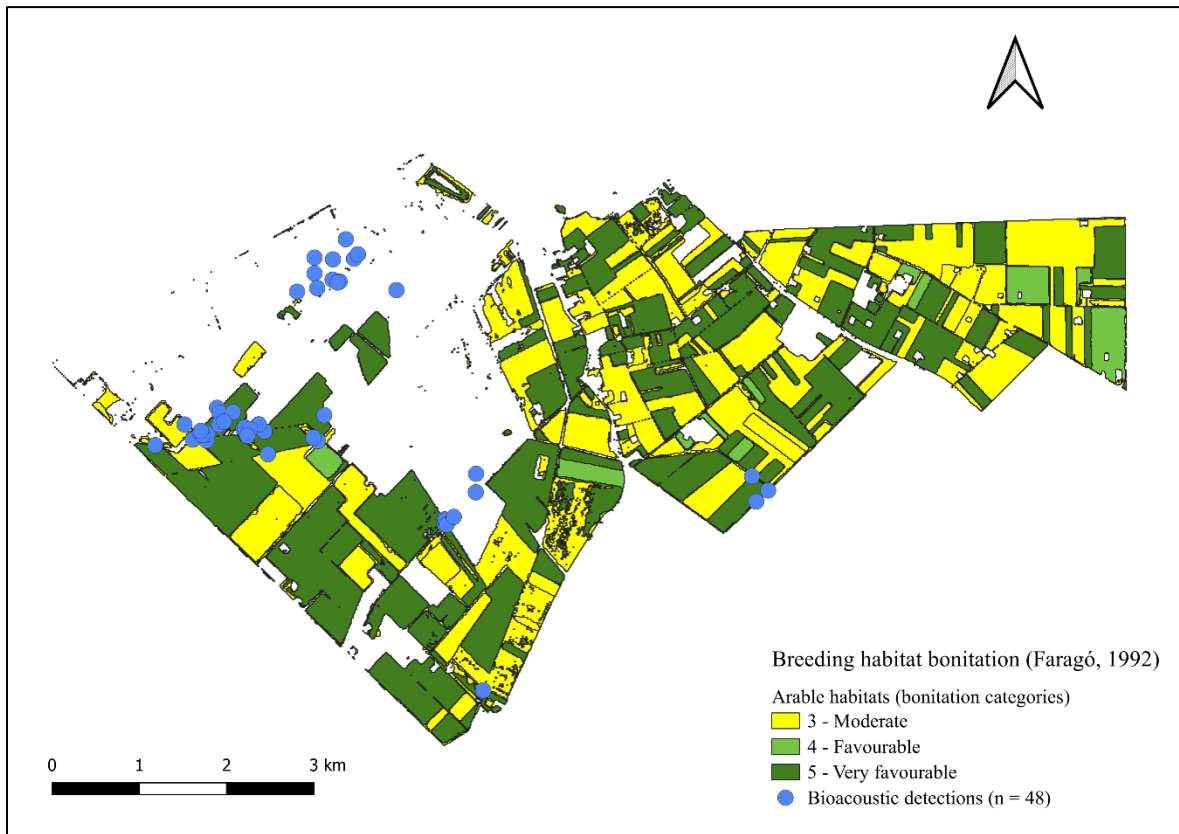 Breeding habitat bonitation (Faragó, 1992)
Arable habitats (bonitation categories)
3 - Moderate
4 - Favourable
5 - Very favourable
Bioacoustic detections (n = 48)
0 1 2 3 km